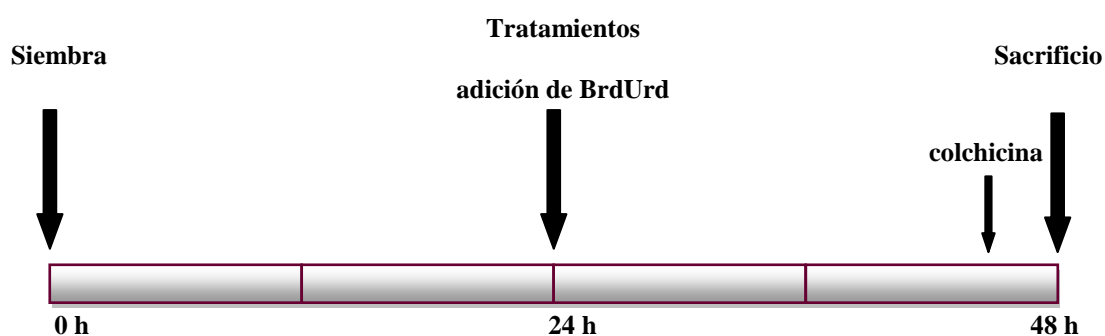 Tratamientos
Siembra
Sacrificio
adición de BrdUrd
colchicina
0 h
24 h
48 h